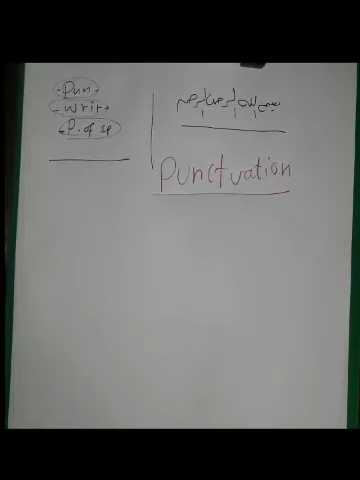 - Pun -
- writ -
- P. of sp
بسم الله الرحمن الرحيم
Punctuation